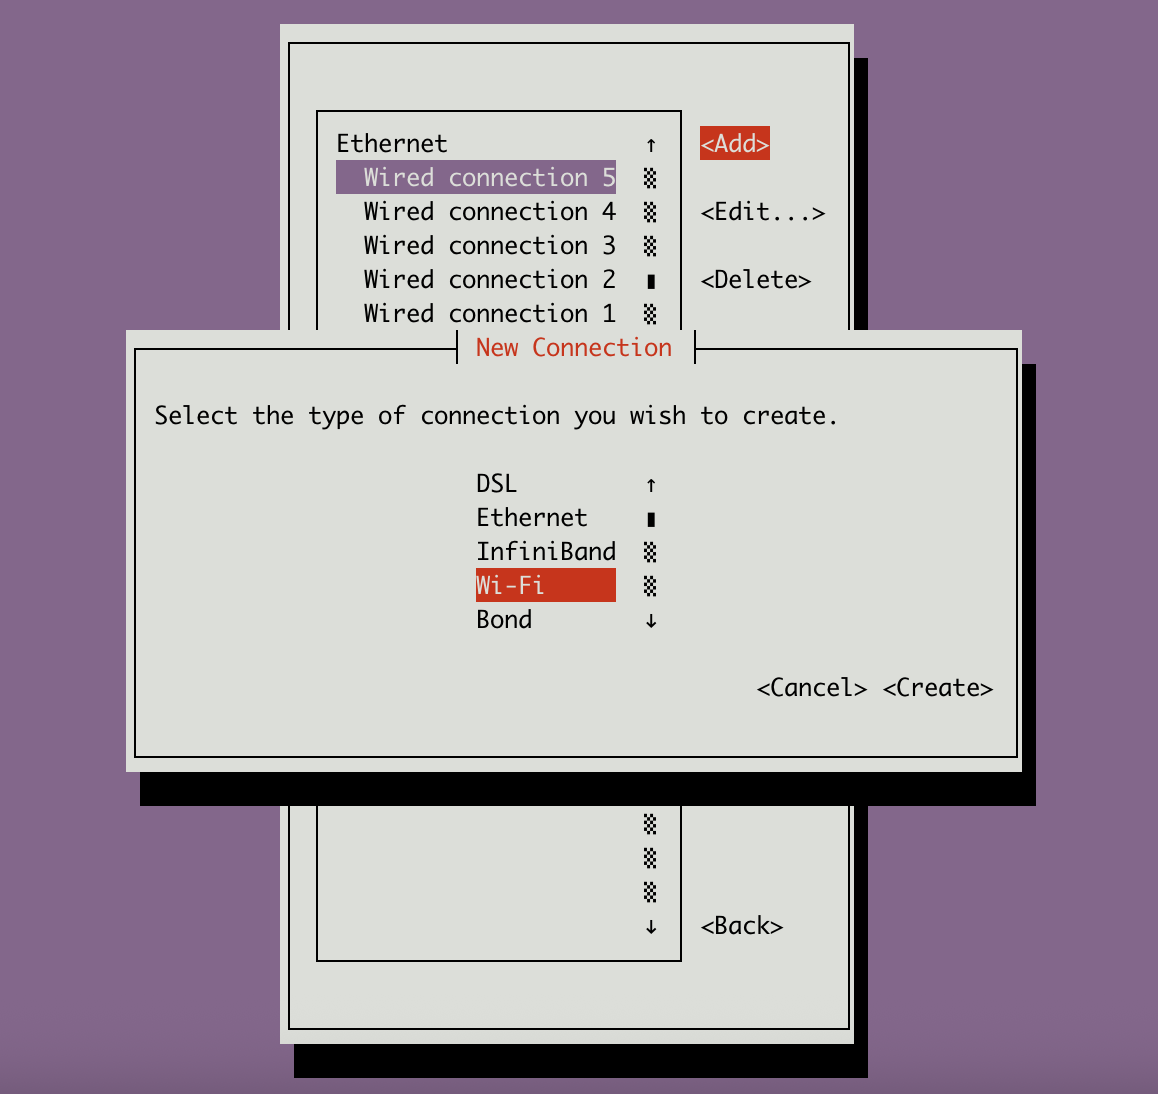 Ethernet ↑ <Add>
Wired connection 5
Wired connection 4 <Edit...>
Wired connection 3
Wired connection 2 <Delete>
Wired connection 1
New Connection
Select the type of connection you wish to create.
DSL ↑
Ethernet
InfiniBand
Wi-Fi
Bond ↓
<Cancel> <Create>
↓ <Back>